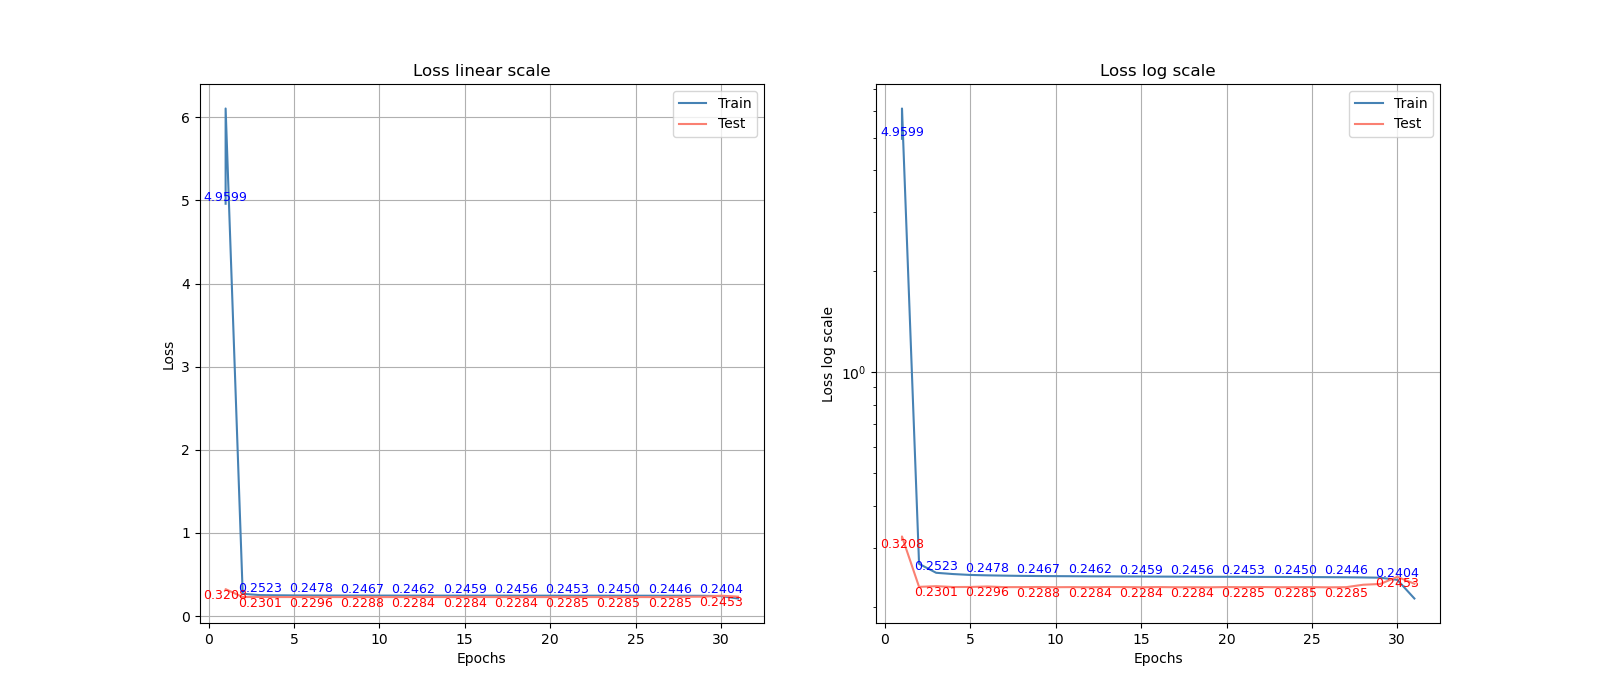 Loss linear scale
Train
Test
6
5
4
3
2
1
0
Loss
4.9599
0.2523 0.2478 0.2467 0.2462 0.2459 0.2456 0.2453 0.2450 0.2446 0.2404
0.3208 0.2301 0.2296 0.2288 0.2284 0.2284 0.2284 0.2285 0.2285 0.2285 0.2453
0 5 10 15 20 25 30
Epochs
Loss log scale
Train
Test
10⁰
Loss log scale
4.9599
0.2523 0.2478 0.2467 0.2462 0.2459 0.2456 0.2453 0.2450 0.2446 0.2404
0.3208 0.2301 0.2296 0.2288 0.2284 0.2284 0.2284 0.2285 0.2285 0.2285 0.2453
0 5 10 15 20 25 30
Epochs